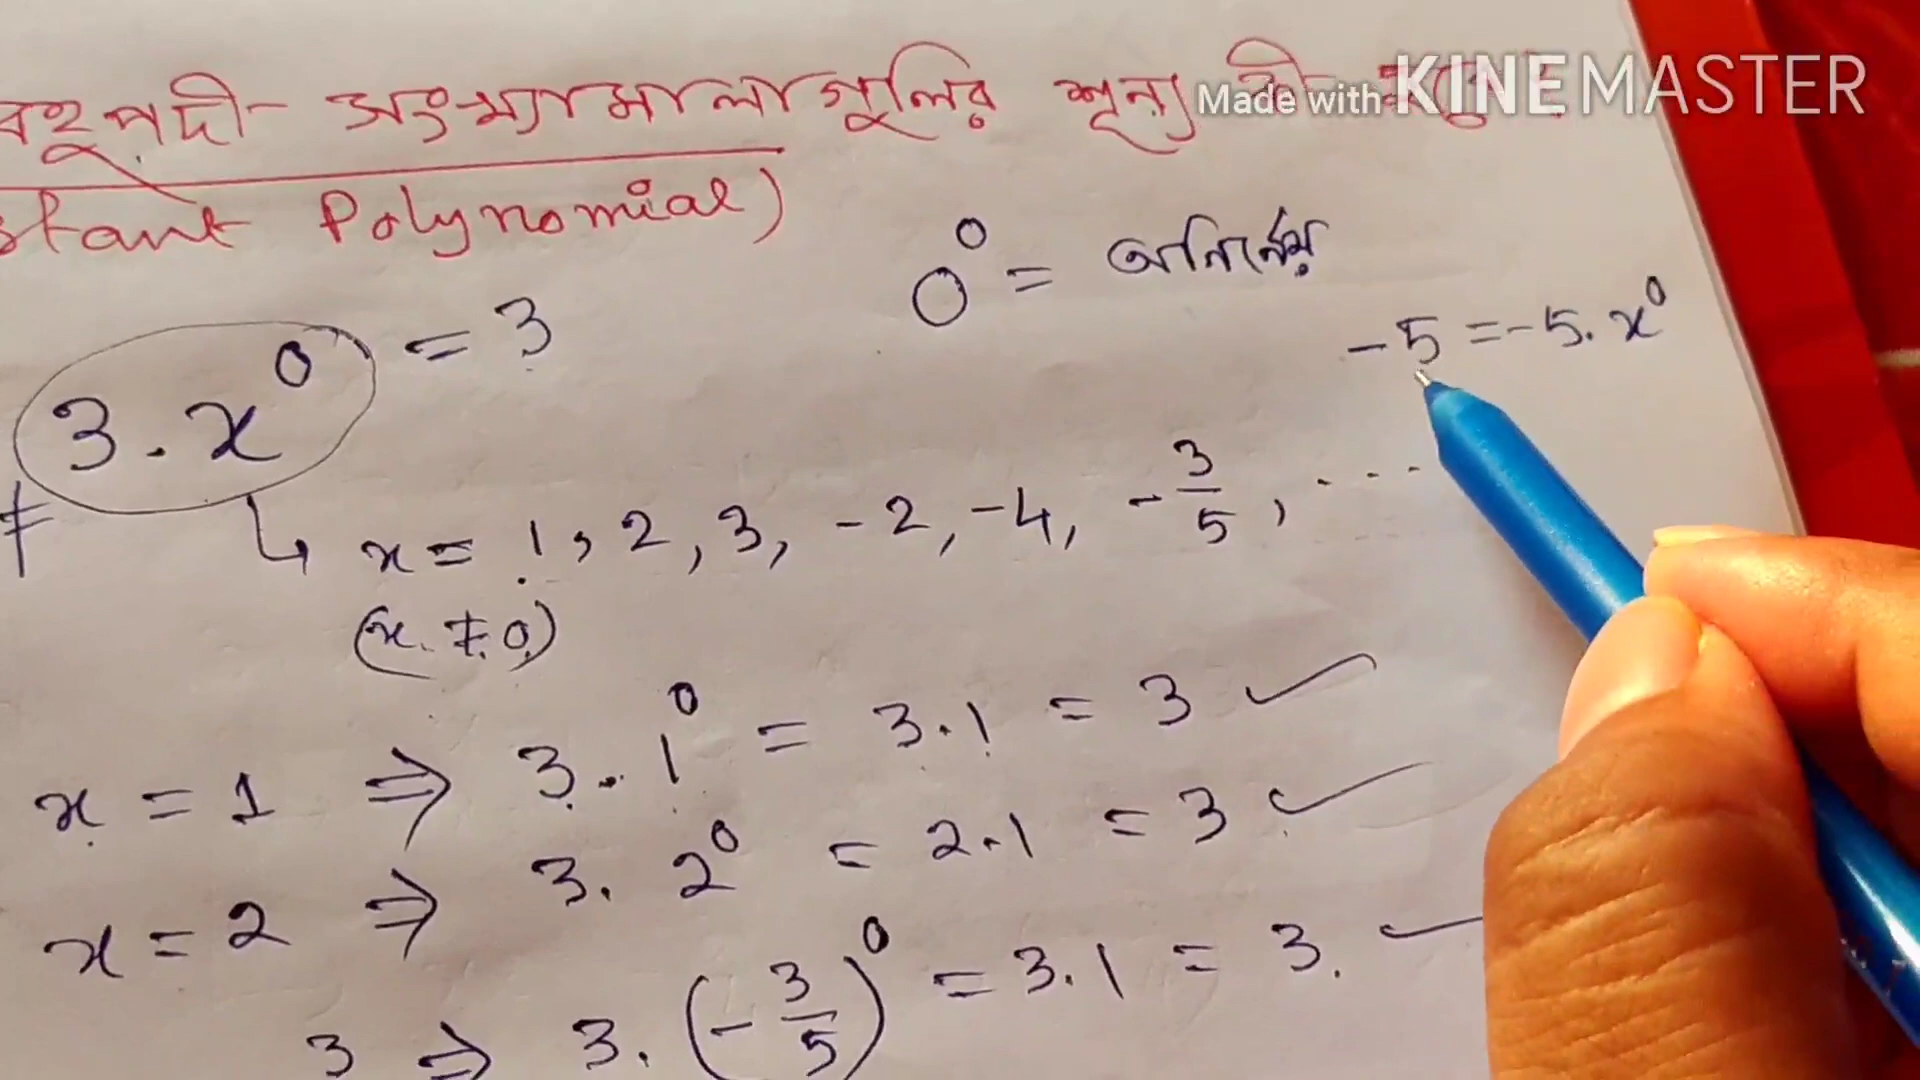 বহুপদী সংখ্যামালাগুলির শূন্য
Made with KINEMASTER
stant Polynomial)
0⁰ = অনির্নেয়
3.x⁰ = 3
-5 = -5.x⁰
x = 1, 2, 3, -2, -4, -3/5, ....
(x ≠ 0)
x = 1 ⇒ 3.1⁰ = 3.1 = 3 ✓
x = 2 ⇒ 3.2⁰ = 2.1 = 3 ✓
3 ⇒ 3.(-3/5)⁰ = 3.1 = 3. ✓